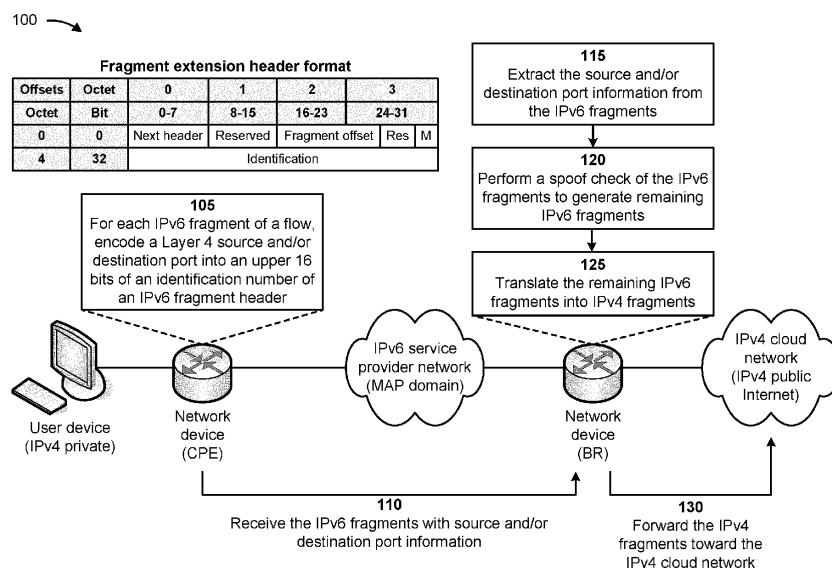 100
Fragment extension header format
Offsets Octet 0 1 2 3
Octet Bit 0-7 8-15 16-23 24-31
0 0 Next header Reserved Fragment offset Res M
4 32 Identification
115
Extract the source and/or
destination port information from
the IPv6 fragments
120
Perform a spoof check of the IPv6
fragments to generate remaining
IPv6 fragments
105
For each IPv6 fragment of a flow,
encode a Layer 4 source and/or
destination port into an upper 16
bits of an identification number of
an IPv6 fragment header
125
Translate the remaining IPv6
fragments into IPv4 fragments
User device
(IPv4 private)
Network
device
(CPE)
IPv6 service
provider network
(MAP domain)
Network
device
(BR)
IPv4 cloud
network
(IPv4 public
Internet)
110
Receive the IPv6 fragments with source and/or
destination port information
130
Forward the IPv4
fragments toward the
IPv4 cloud network